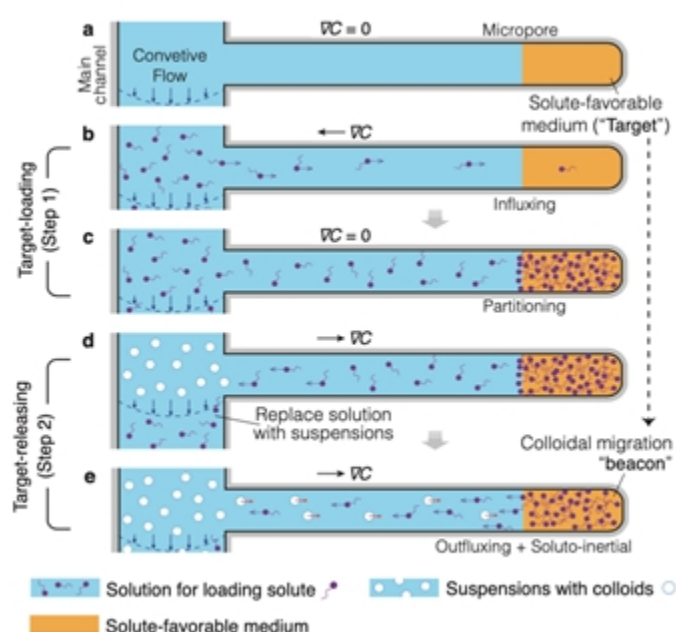 a
∇C = 0
Micropore
Main
channel
Convetive
Flow
Solute-favorable
medium ("Target")
b
← ∇C
Influxing
Target-loading
(Step 1)
c
∇C = 0
Partitioning
d
→ ∇C
Replace solution
with suspensions
Target-releasing
(Step 2)
Colloidal migration
"beacon"
e
→ ∇C
Outfluxing + Soluto-inertial
Solution for loading solute
Suspensions with colloids
Solute-favorable medium